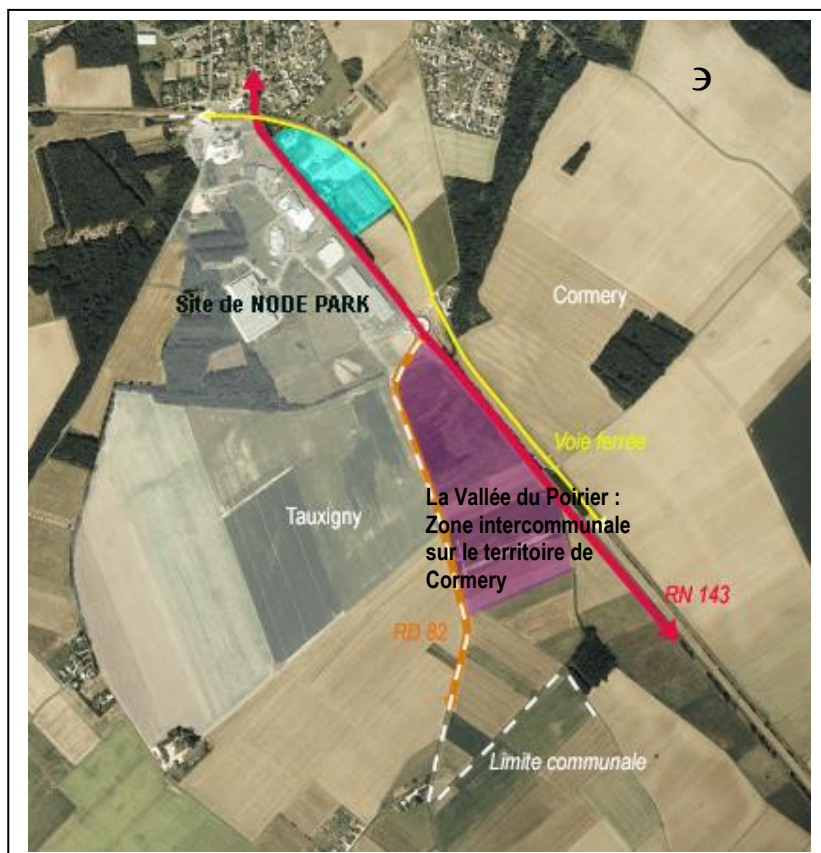 ϶
Site de NODE PARK
Cormery
Voie ferrée
Tauxigny
La Vallée du Poirier :
Zone intercommunale
sur le territoire de
Cormery
RN 143
RD 82
Limite communale